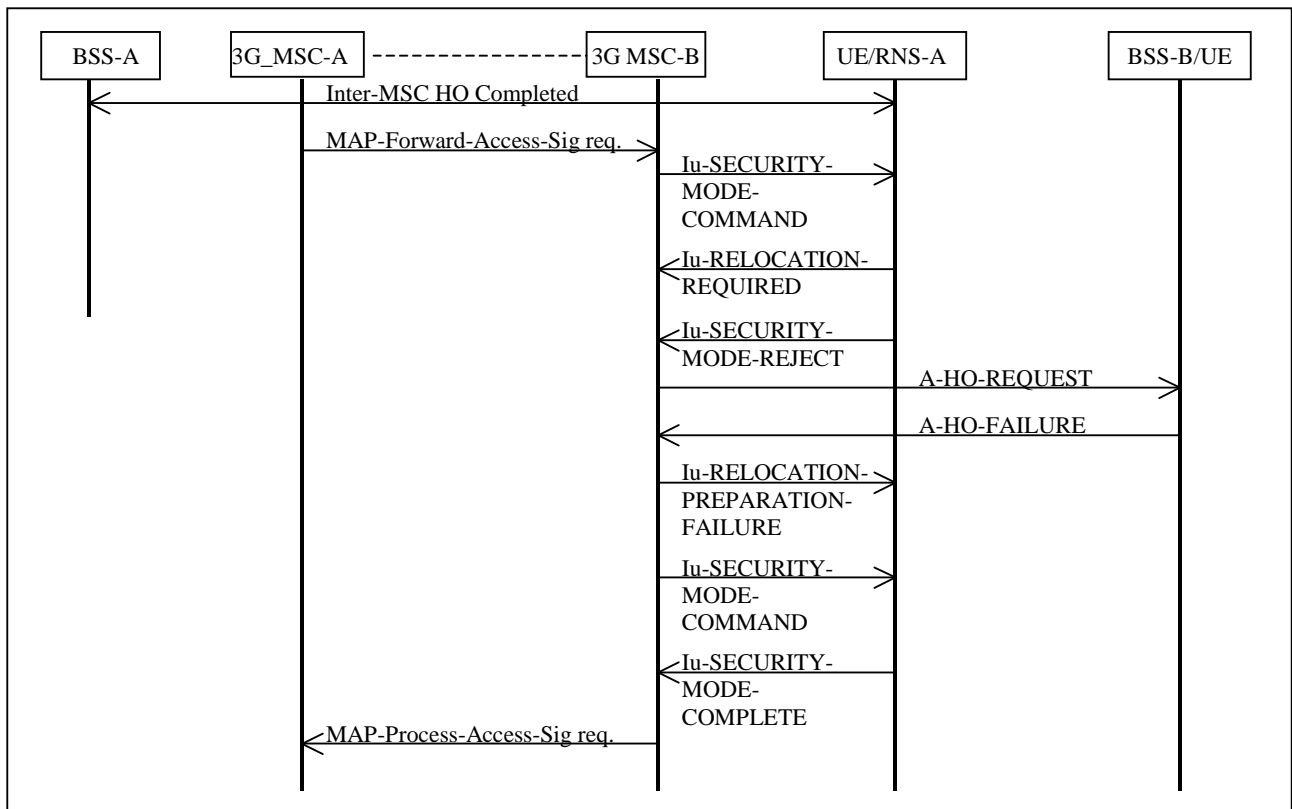 BSS-A
3G_MSC-A
3G MSC-B
UE/RNS-A
BSS-B/UE
Inter-MSC HO Completed
MAP-Forward-Access-Sig req.
Iu-SECURITY-
MODE-
COMMAND
Iu-RELOCATION-
REQUIRED
Iu-SECURITY-
MODE-REJECT
A-HO-REQUEST
A-HO-FAILURE
Iu-RELOCATION-
PREPARATION-
FAILURE
Iu-SECURITY-
MODE-
COMMAND
Iu-SECURITY-
MODE-
COMPLETE
MAP-Process-Access-Sig req.